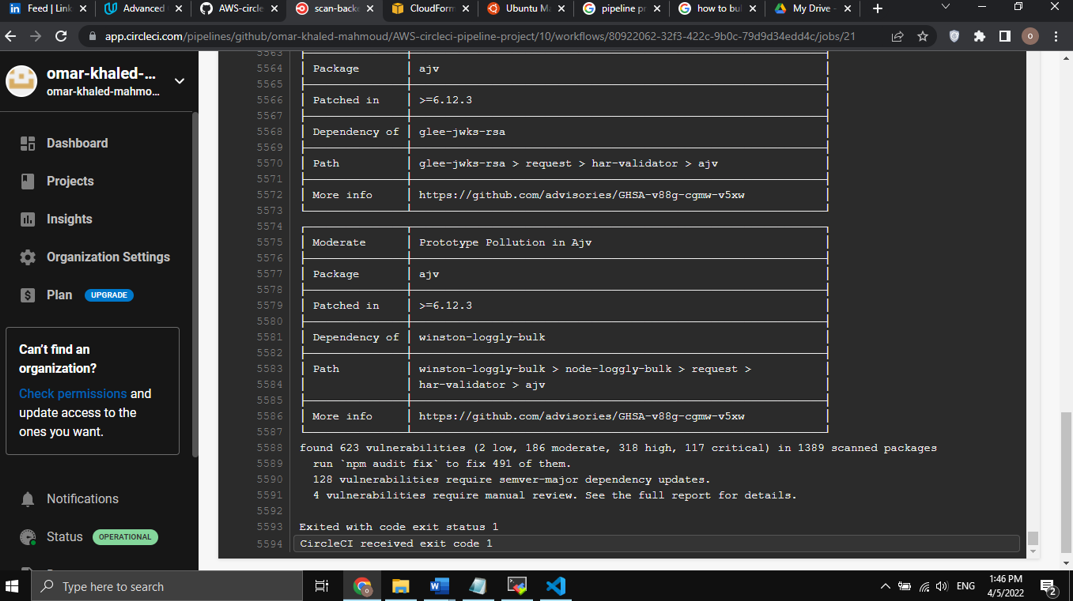 Feed | Link
Advanced
AWS-circle
scan-back
CloudForm
Ubuntu Ma
pipeline pr
how to bui
My Drive -
app.circleci.com/pipelines/github/omar-khaled-mahmoud/AWS-circleci-pipeline-project/10/workflows/80922062-32f3-422c-9b0c-79d9d34edd4c/jobs/21
omar-khaled-...
omar-khaled-mahmo...
Dashboard
Projects
Insights
Organization Settings
Plan UPGRADE
Can't find an
organization?
Check permissions and
update access to the
ones you want.
Notifications
Status OPERATIONAL
5563
5564 Package ajv
5565
5566 Patched in >=6.12.3
5567
5568 Dependency of glee-jwks-rsa
5569
5570 Path glee-jwks-rsa > request > har-validator > ajv
5571
5572 More info https://github.com/advisories/GHSA-v88g-cgmw-v5xw
5573
5574
5575 Moderate Prototype Pollution in Ajv
5576
5577 Package ajv
5578
5579 Patched in >=6.12.3
5580
5581 Dependency of winston-loggly-bulk
5582
5583 Path winston-loggly-bulk > node-loggly-bulk > request >
5584 har-validator > ajv
5585
5586 More info https://github.com/advisories/GHSA-v88g-cgmw-v5xw
5587
5588 found 623 vulnerabilities (2 low, 186 moderate, 318 high, 117 critical) in 1389 scanned packages
5589 run `npm audit fix` to fix 491 of them.
5590 128 vulnerabilities require semver-major dependency updates.
5591 4 vulnerabilities require manual review. See the full report for details.
5592
5593 Exited with code exit status 1
5594 CircleCI received exit code 1
Type here to search
ENG
1:46 PM
4/5/2022
2